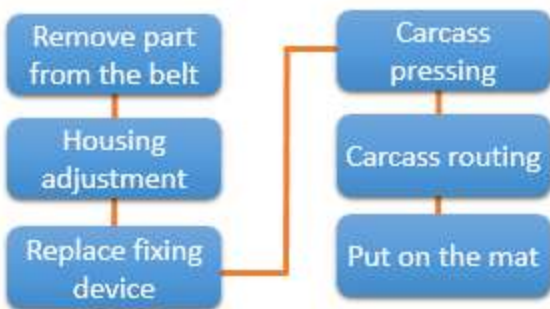 Remove part
from the belt
Housing
adjustment
Replace fixing
device
Carcass
pressing
Carcass routing
Put on the mat